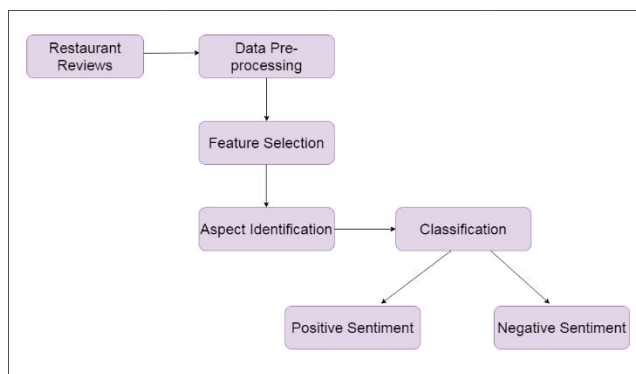 Restaurant
Reviews
Data Pre-
processing
Feature Selection
Aspect Identification
Classification
Positive Sentiment
Negative Sentiment